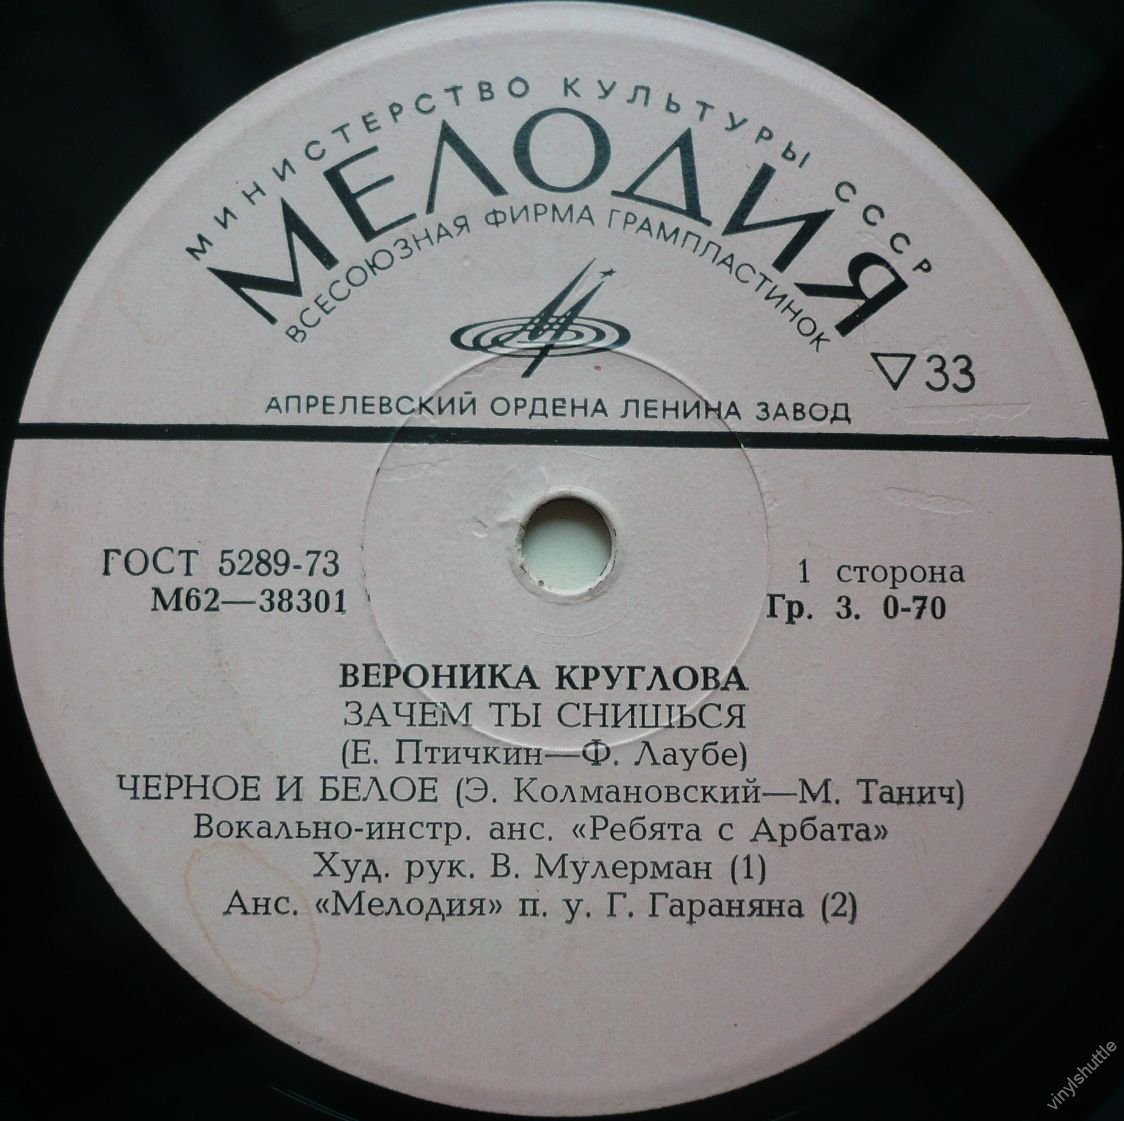 МИНИСТЕРСТВО КУЛЬТУРЫ СССР
МЕЛОДИЯ
ВСЕСОЮЗНАЯ ФИРМА ГРАМПЛАСТИНОК
33
АПРЕЛЕВСКИЙ ОРДЕНА ЛЕНИНА ЗАВОД
ГОСТ 5289-73
М62—38301
1 сторона
Гр. 3. 0-70
ВЕРОНИКА КРУГЛОВА
ЗАЧЕМ ТЫ СНИШЬСЯ
(Е. Птичкин—Ф. Лаубе)
ЧЕРНОЕ И БЕЛОЕ (Э. Колмановский—М. Танич)
Вокально-инстр. анс. «Ребята с Арбата»
Худ. рук. В. Мулерман (1)
Анс. «Мелодия» п. у. Г. Гараняна (2)
vinylshuttle